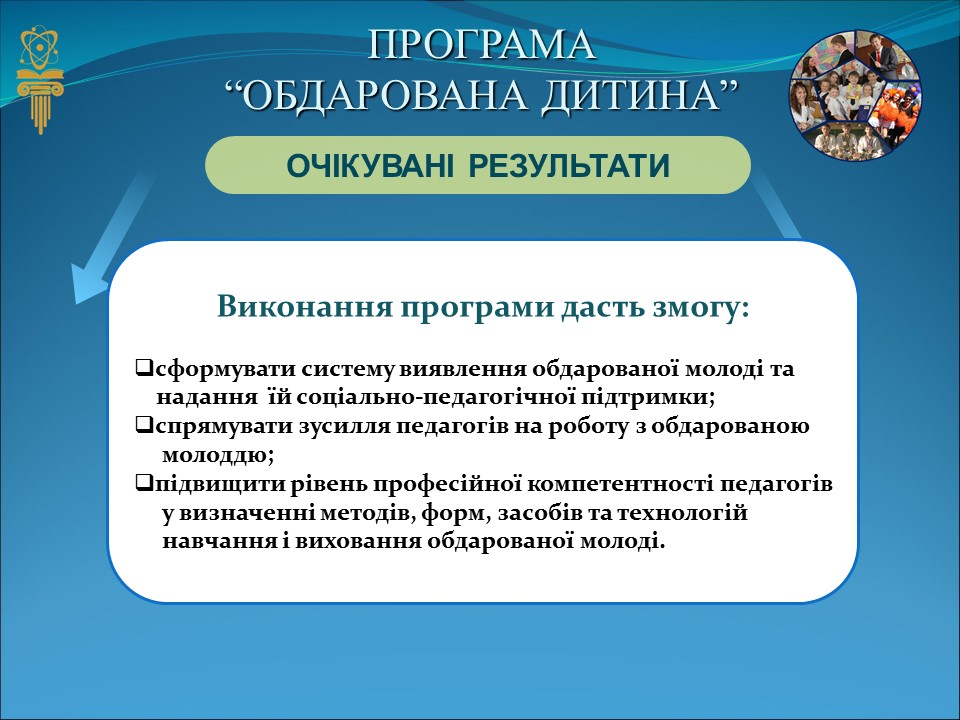 ПРОГРАМА
“ОБДАРОВАНА ДИТИНА”
ОЧІКУВАНІ РЕЗУЛЬТАТИ
Виконання програми дасть змогу:
❑сформувати систему виявлення обдарованої молоді та
надання їй соціально-педагогічної підтримки;
❑спрямувати зусилля педагогів на роботу з обдарованою
молоддю;
❑підвищити рівень професійної компетентності педагогів
у визначенні методів, форм, засобів та технологій
навчання і виховання обдарованої молоді.